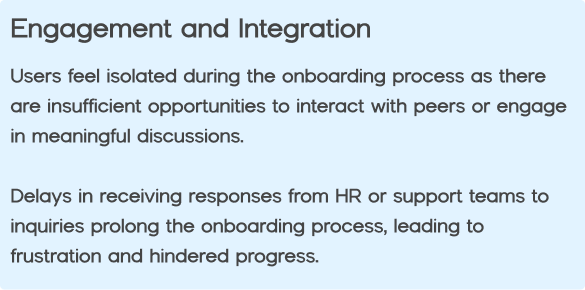 Engagement and Integration
Users feel isolated during the onboarding process as there
are insufficient opportunities to interact with peers or engage
in meaningful discussions.
Delays in receiving responses from HR or support teams to
inquiries prolong the onboarding process, leading to
frustration and hindered progress.